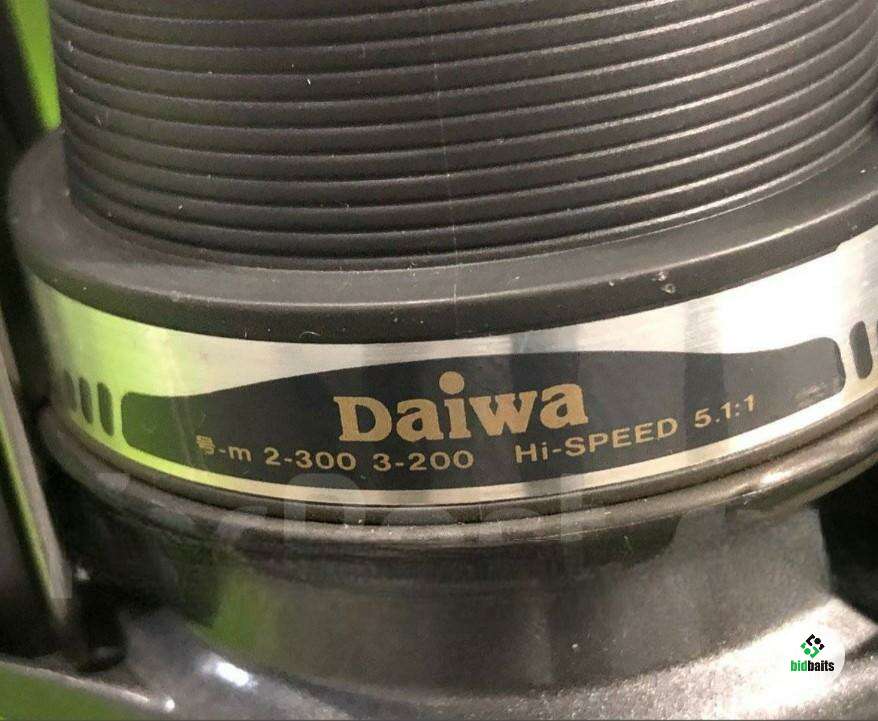 Daiwa
号-m 2-300 3-200 Hi-SPEED 5.1:1
bidbaits